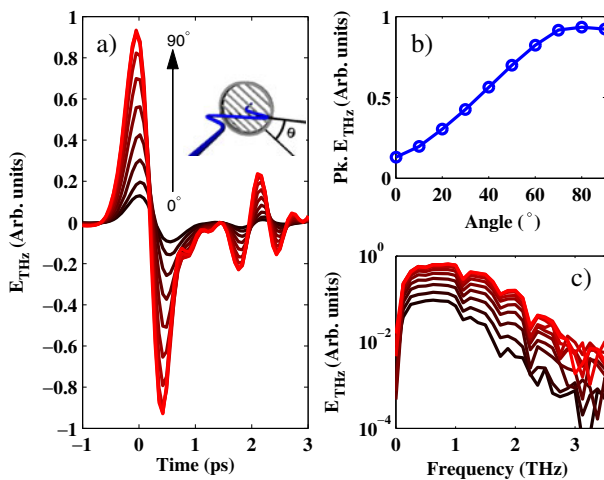 a)
90°
0°
θ
1
0.8
0.6
0.4
0.2
0
−0.2
−0.4
−0.6
−0.8
−1
E_THz (Arb. units)
−1 0 1 2 3
Time (ps)
b)
1
0.5
0
Pk. E_THz (Arb. units)
0 20 40 60 80
Angle (°)
c)
10^0
10^−2
10^−4
E_THz (Arb. units)
0 1 2 3
Frequency (THz)